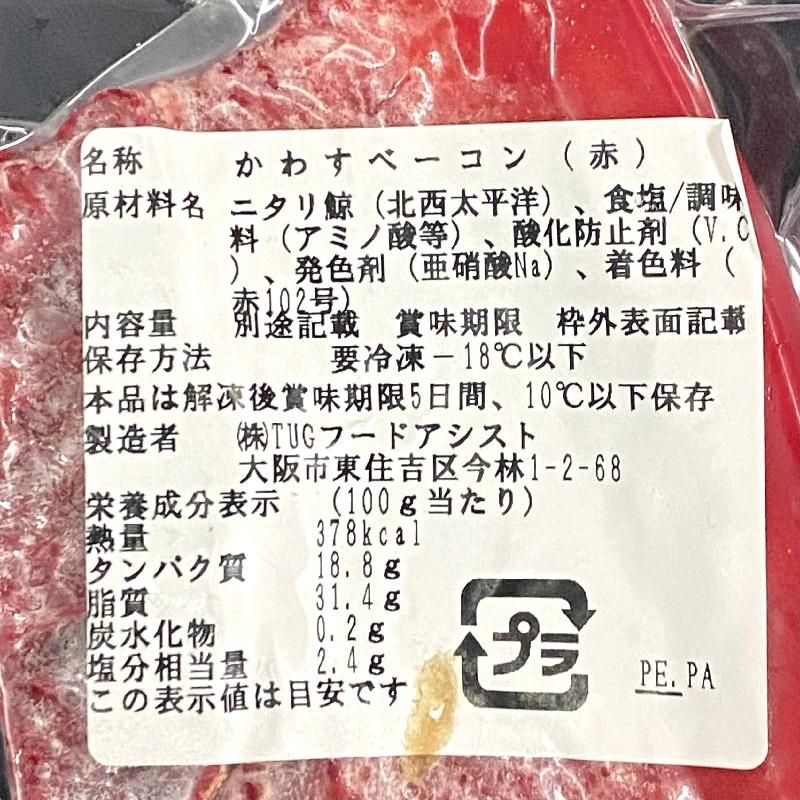 名称 かわすベーコン(赤)
原材料名 ニタリ鯨(北西太平洋)、食塩/調味
料(アミノ酸等)、酸化防止剤(V.C
)、発色剤(亜硝酸Na)、着色料(
赤102号)
内容量 別途記載 賞味期限 枠外表面記載
保存方法 要冷凍-18℃以下
本品は解凍後賞味期限5日間、10℃以下保存
製造者 ㈱TUGフードアシスト
大阪市東住吉区今林1-2-68
栄養成分表示 (100g当たり)
熱量 378kcal
タンパク質 18.8g
脂質 31.4g
炭水化物 0.2g
塩分相当量 2.4g
この表示値は目安です
プラ
PE.PA